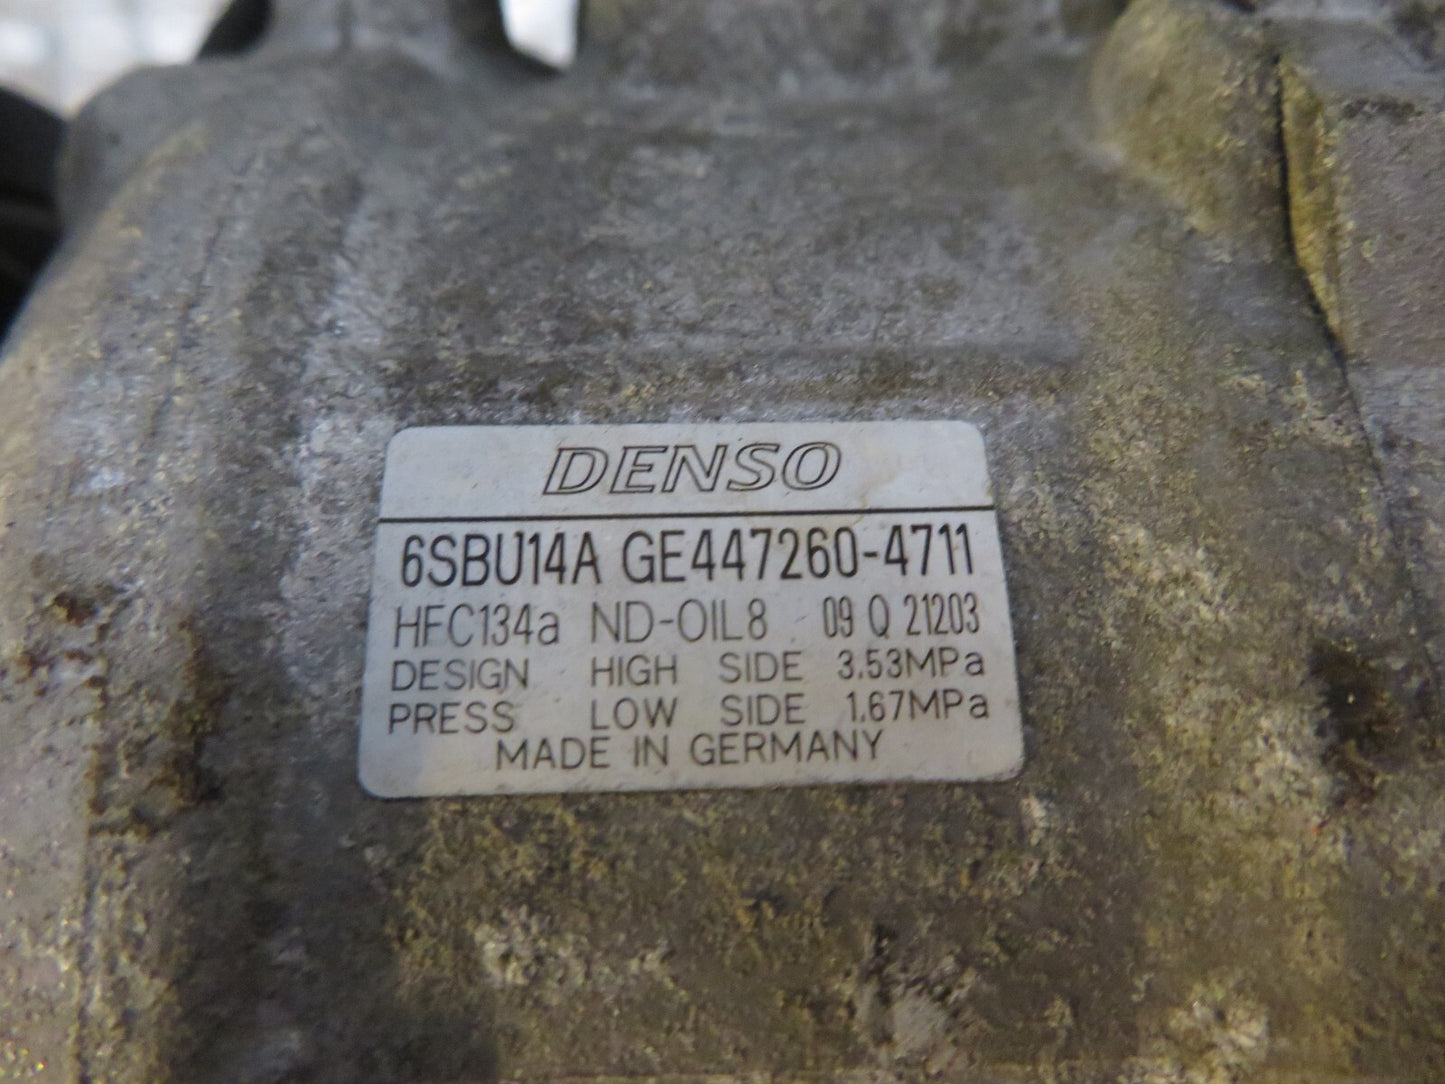 DENSO
6SBU14A GE447260-4711
HFC134a ND-OIL8 09 Q 21203
DESIGN HIGH SIDE 3.53MPa
PRESS LOW SIDE 1.67MPa
MADE IN GERMANY